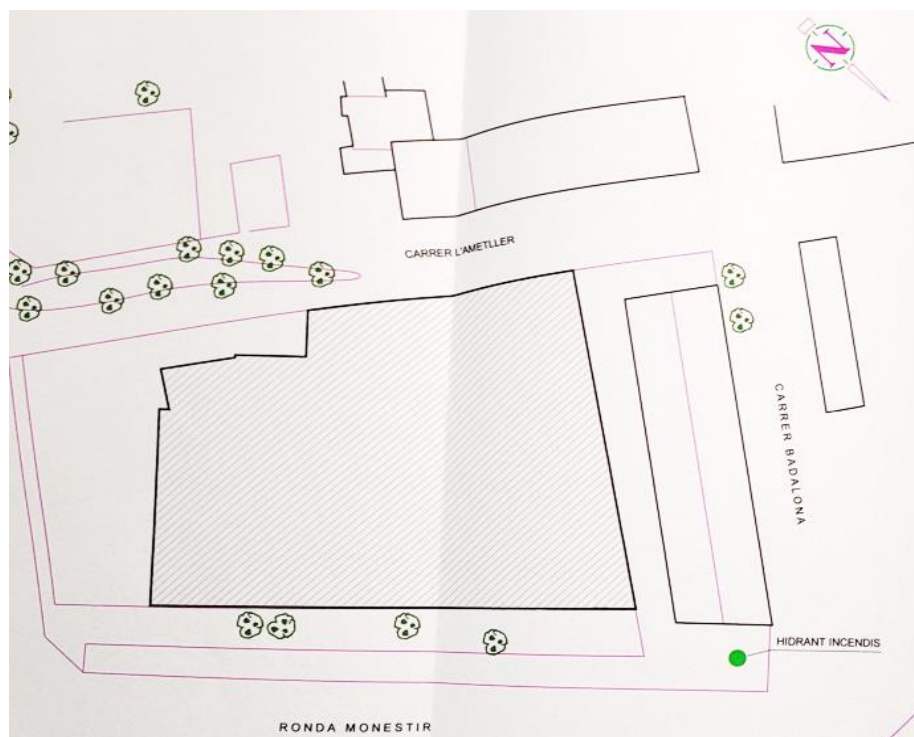 N
CARRER L'AMETLLER
CARRER BADALONA
HIDRANT INCENDIS
RONDA MONESTIR